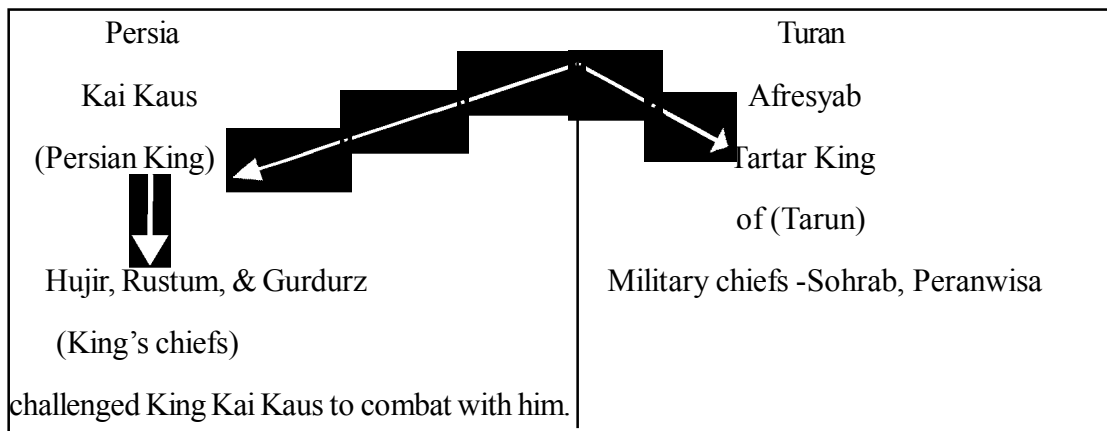 Persia
Kai Kaus
(Persian King)
Hujir, Rustum, & Gurdurz
(King's chiefs)
challenged King Kai Kaus to combat with him.
Turan
Afresyab
Tartar King
of (Tarun)
Military chiefs -Sohrab, Peranwisa